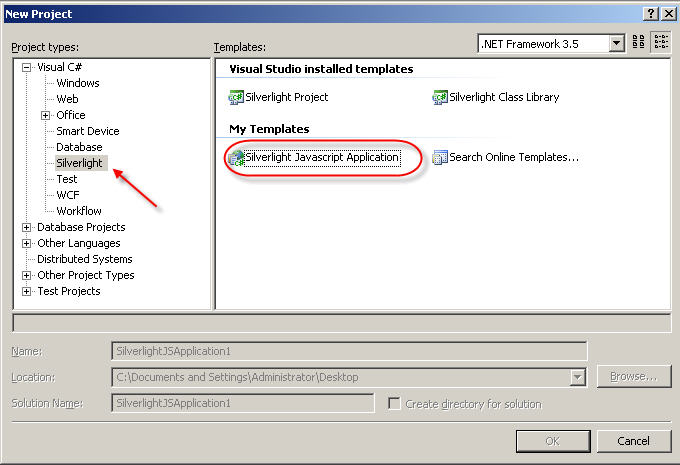 New Project
Project types:
Templates:
.NET Framework 3.5
Visual C#
Windows
Web
Office
Smart Device
Database
Silverlight
Test
WCF
Workflow
Database Projects
Other Languages
Distributed Systems
Other Project Types
Test Projects
Visual Studio installed templates
Silverlight Project
Silverlight Class Library
My Templates
Silverlight Javascript Application
Search Online Templates...
Name:
SilverlightJSApplication1
Location:
C:\Documents and Settings\Administrator\Desktop
Browse...
Solution Name:
SilverlightJSApplication1
Create directory for solution
OK
Cancel